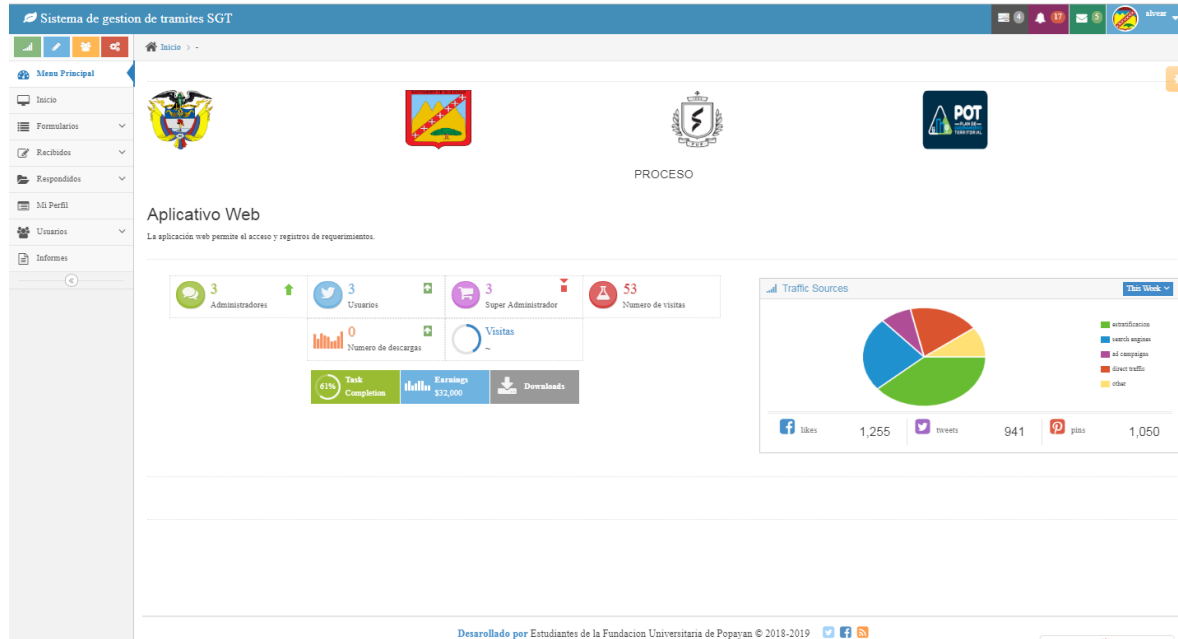 Sistema de gestion de tramites SGT
4
17
5
alvear
Inicio > -
Menu Principal
Inicio
Formularios
Recibidos
Respondidos
Mi Perfil
Usuarios
Informes
POT
PLAN DE
TERRITORIAL
PROCESO
Aplicativo Web
La aplicación web permite el acceso y registros de requerimientos.
3
Administradores
3
Usuarios
3
Super Administrador
53
Numero de visitas
0
Numero de descargas
Visitas
~
61%
Task
Completion
Earnings
$32,000
Downloads
Traffic Sources
This Week
estratificacion
search engines
ad campaigns
direct traffic
other
likes
1,255
tweets
941
pins
1,050
Desarollado por Estudiantes de la Fundacion Universitaria de Popayan © 2018-2019